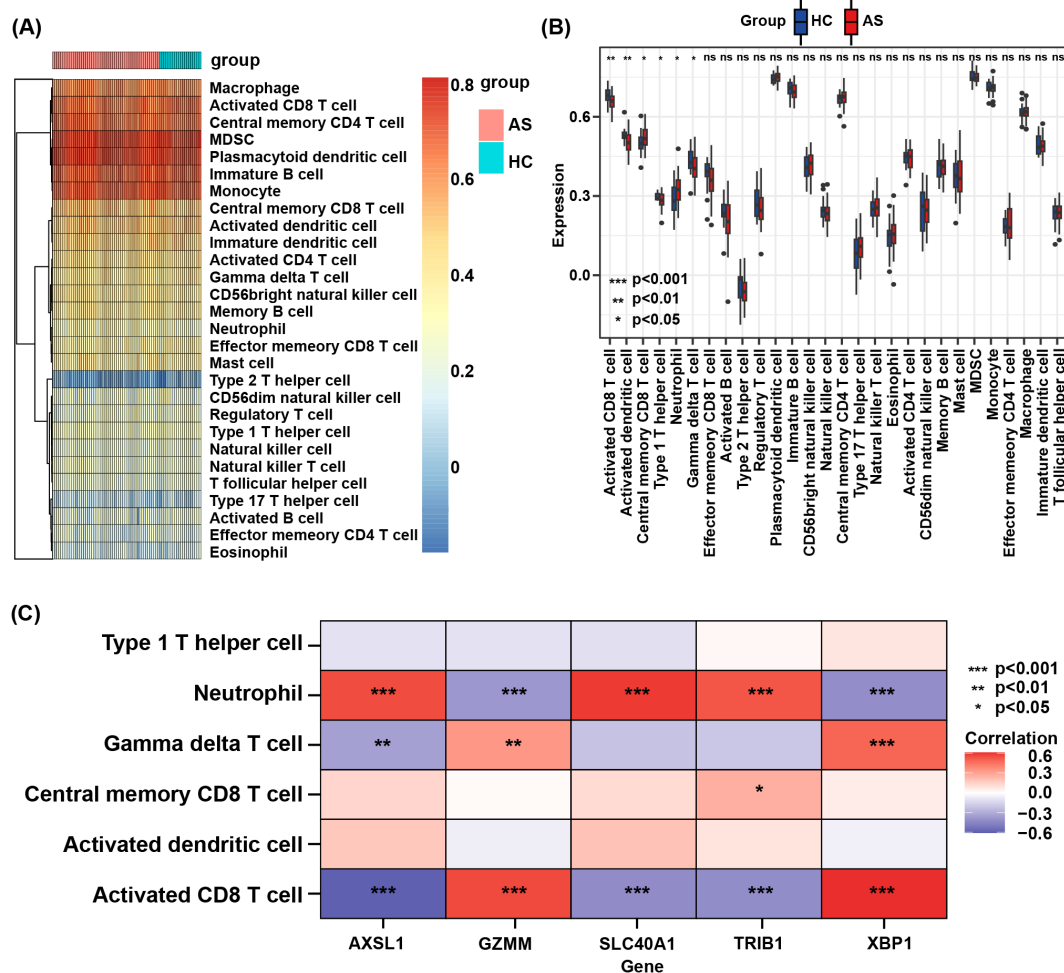 (A)
group
Macrophage
Activated CD8 T cell
Central memory CD4 T cell
MDSC
Plasmacytoid dendritic cell
Immature B cell
Monocyte
Central memory CD8 T cell
Activated dendritic cell
Immature dendritic cell
Activated CD4 T cell
Gamma delta T cell
CD56bright natural killer cell
Memory B cell
Neutrophil
Effector memeory CD8 T cell
Mast cell
Type 2 T helper cell
CD56dim natural killer cell
Regulatory T cell
Type 1 T helper cell
Natural killer cell
Natural killer T cell
T follicular helper cell
Type 17 T helper cell
Activated B cell
Effector memeory CD4 T cell
Eosinophil
0.8
0.6
0.4
0.2
0
group
AS
HC
(B)
Group HC AS
** ** * * * * ns ns ns ns ns ns ns ns ns ns ns ns ns ns ns ns ns ns ns ns ns ns
Expression
0.6
0.3
0.0
*** p<0.001
** p<0.01
* p<0.05
Activated CD8 T cell
Activated dendritic cell
Central memory CD8 T cell
Type 1 T helper cell
Neutrophil
Gamma delta T cell
Effector memeory CD8 T cell
Activated B cell
Type 2 T helper cell
Regulatory T cell
Plasmacytoid dendritic cell
Immature B cell
CD56bright natural killer cell
Natural killer cell
Central memory CD4 T cell
Type 17 T helper cell
Natural killer T cell
Eosinophil
Activated CD4 T cell
CD56dim natural killer cell
Memory B cell
Mast cell
MDSC
Monocyte
Effector memeory CD4 T cell
Macrophage
Immature dendritic cell
T follicular helper cell
(C)
Type 1 T helper cell
Neutrophil *** *** *** *** ***
Gamma delta T cell ** ** ***
Central memory CD8 T cell *
Activated dendritic cell
Activated CD8 T cell *** *** *** *** ***
AXSL1 GZMM SLC40A1 TRIB1 XBP1
Gene
*** p<0.001
** p<0.01
* p<0.05
Correlation
0.6
0.3
0.0
−0.3
−0.6